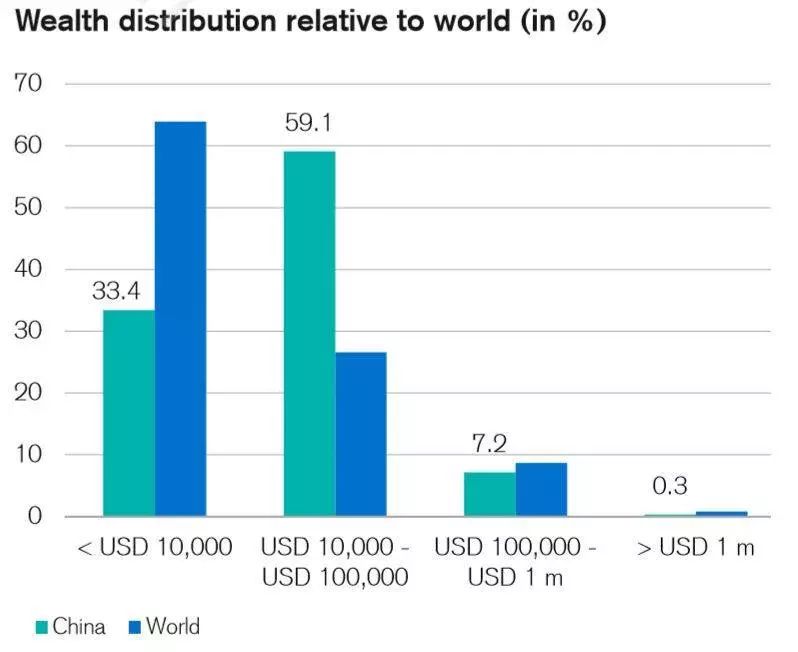 Wealth distribution relative to world (in %)
70
60
50
40
30
20
10
0
33.4
59.1
7.2
0.3
< USD 10,000
USD 10,000 -
USD 100,000
USD 100,000 -
USD 1 m
> USD 1 m
China
World